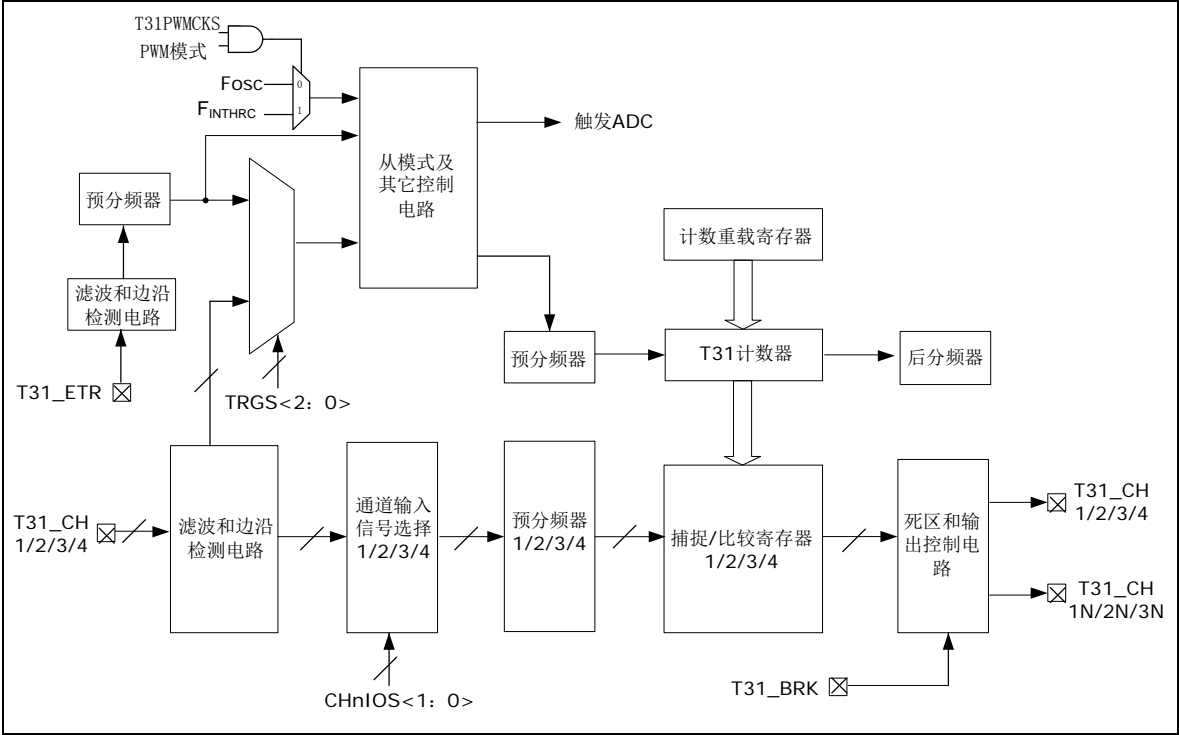 T31PWMCKS
PWM模式
Fosc
0
FINTHRC
1
触发ADC
从模式及
其它控制
电路
预分频器
计数重载寄存器
滤波和边沿
检测电路
预分频器
T31计数器
后分频器
T31_ETR
TRGS<2：0>
T31_CH
1/2/3/4
滤波和边沿
检测电路
通道输入
信号选择
1/2/3/4
预分频器
1/2/3/4
捕捉/比较寄存器
1/2/3/4
死区和输
出控制电
路
T31_CH
1/2/3/4
T31_CH
1N/2N/3N
T31_BRK
CHnIOS<1：0>